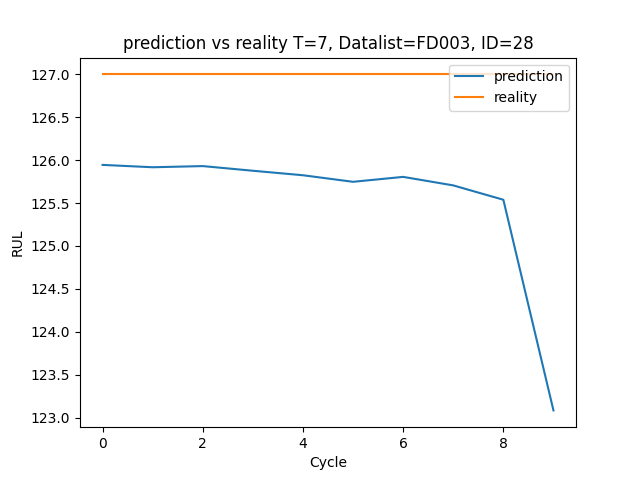 prediction vs reality T=7, Datalist=FD003, ID=28
127.0
126.5
126.0
125.5
125.0
124.5
124.0
123.5
123.0
RUL
prediction
reality
0 2 4 6 8
Cycle